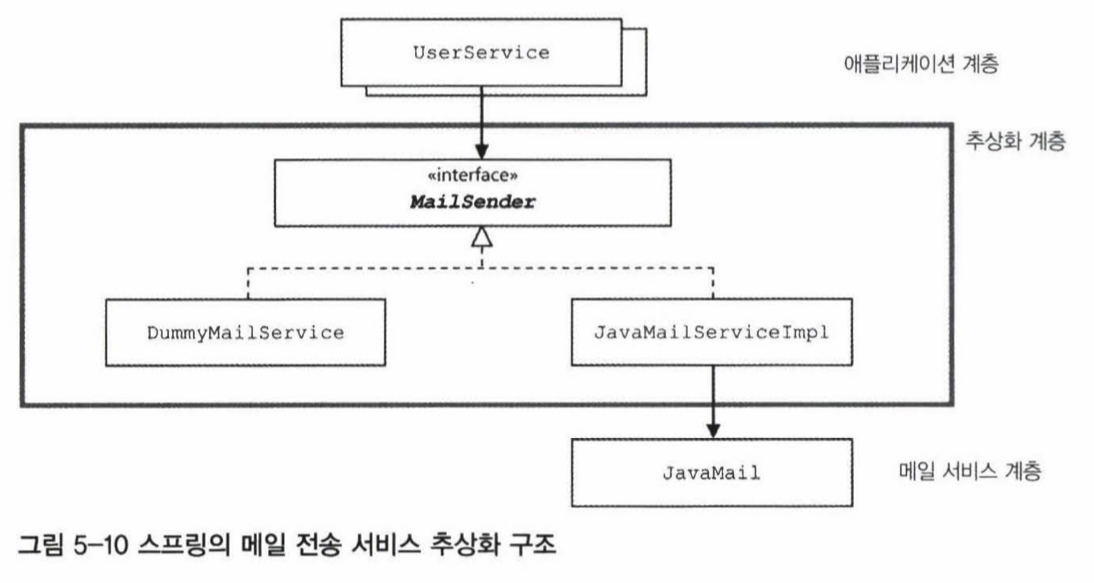 UserService
애플리케이션 계층
추상화 계층
«interface»
MailSender
DummyMailService
JavaMailServiceImpl
JavaMail
메일 서비스 계층
그림 5-10 스프링의 메일 전송 서비스 추상화 구조